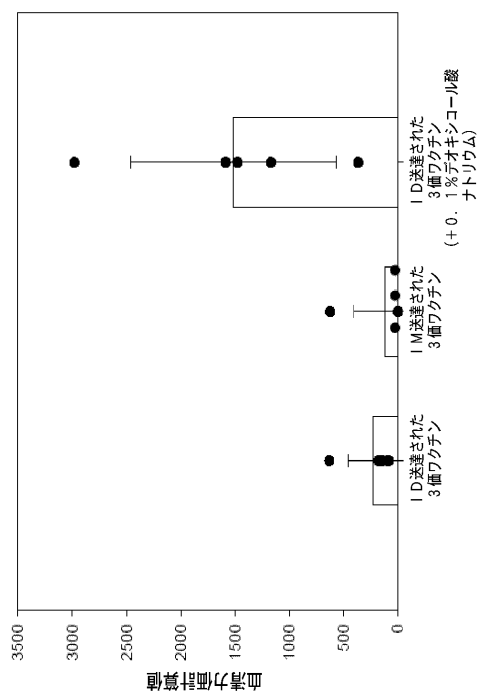 血清力価計算値
3500
3000
2500
2000
1500
1000
500
0
ID送達された
3価ワクチン
IM送達された
3価ワクチン
ID送達された
3価ワクチン
(+0.1%デオキシコール酸
ナトリウム)